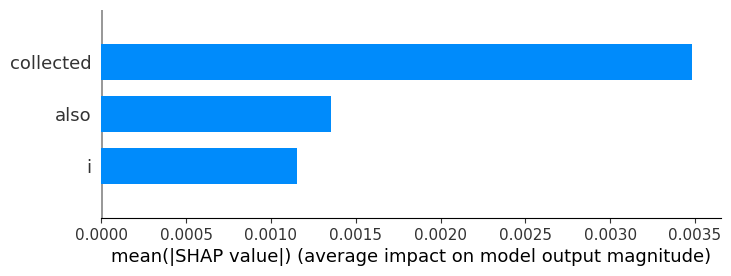 collected
also
i
0.0000 0.0005 0.0010 0.0015 0.0020 0.0025 0.0030 0.0035
mean(|SHAP value|) (average impact on model output magnitude)